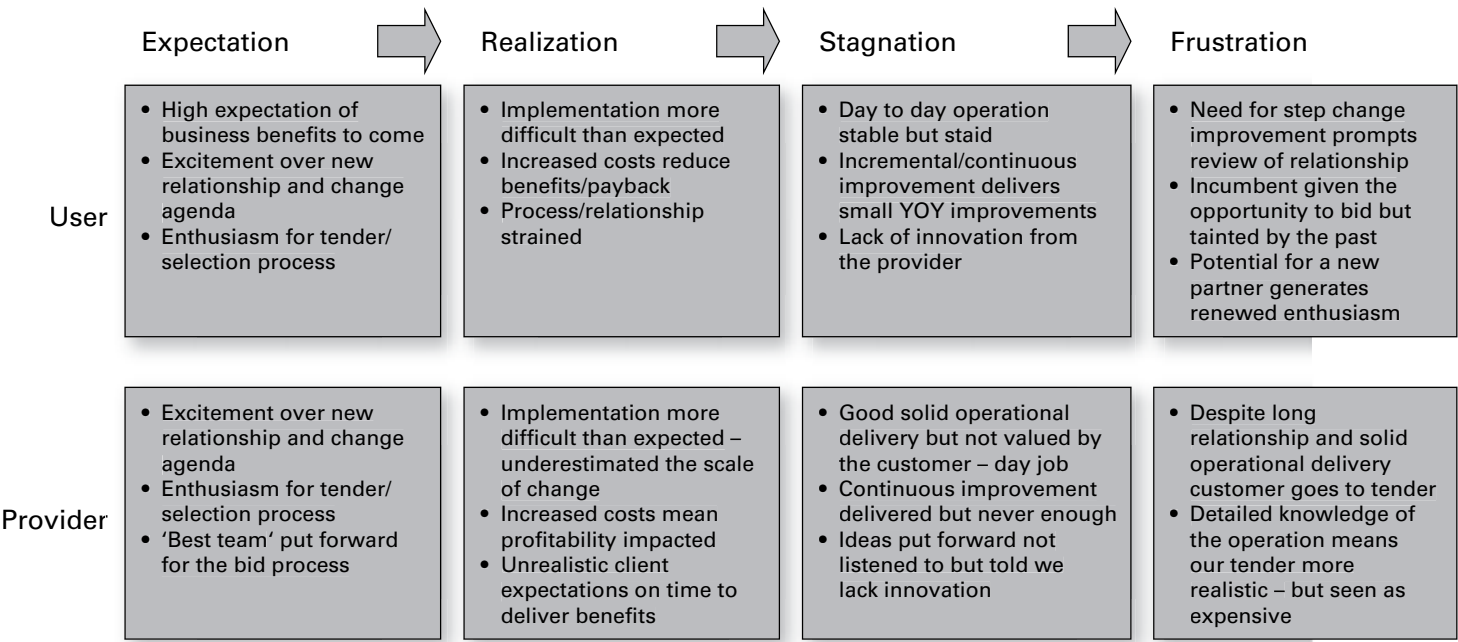 Expectation
Realization
Stagnation
Frustration
User
• High expectation of
business benefits to come
• Excitement over new
relationship and change
agenda
• Enthusiasm for tender/
selection process
• Implementation more
difficult than expected
• Increased costs reduce
benefits/payback
• Process/relationship
strained
• Day to day operation
stable but staid
• Incremental/continuous
improvement delivers
small YOY improvements
• Lack of innovation from
the provider
• Need for step change
improvement prompts
review of relationship
• Incumbent given the
opportunity to bid but
tainted by the past
• Potential for a new
partner generates
renewed enthusiasm
Provider
• Excitement over new
relationship and change
agenda
• Enthusiasm for tender/
selection process
• ‘Best team‘ put forward
for the bid process
• Implementation more
difficult than expected –
underestimated the scale
of change
• Increased costs mean
profitability impacted
• Unrealistic client
expectations on time to
deliver benefits
• Good solid operational
delivery but not valued by
the customer – day job
• Continuous improvement
delivered but never enough
• Ideas put forward not
listened to but told we
lack innovation
• Despite long
relationship and solid
operational delivery
customer goes to tender
• Detailed knowledge of
the operation means
our tender more
realistic – but seen as
expensive